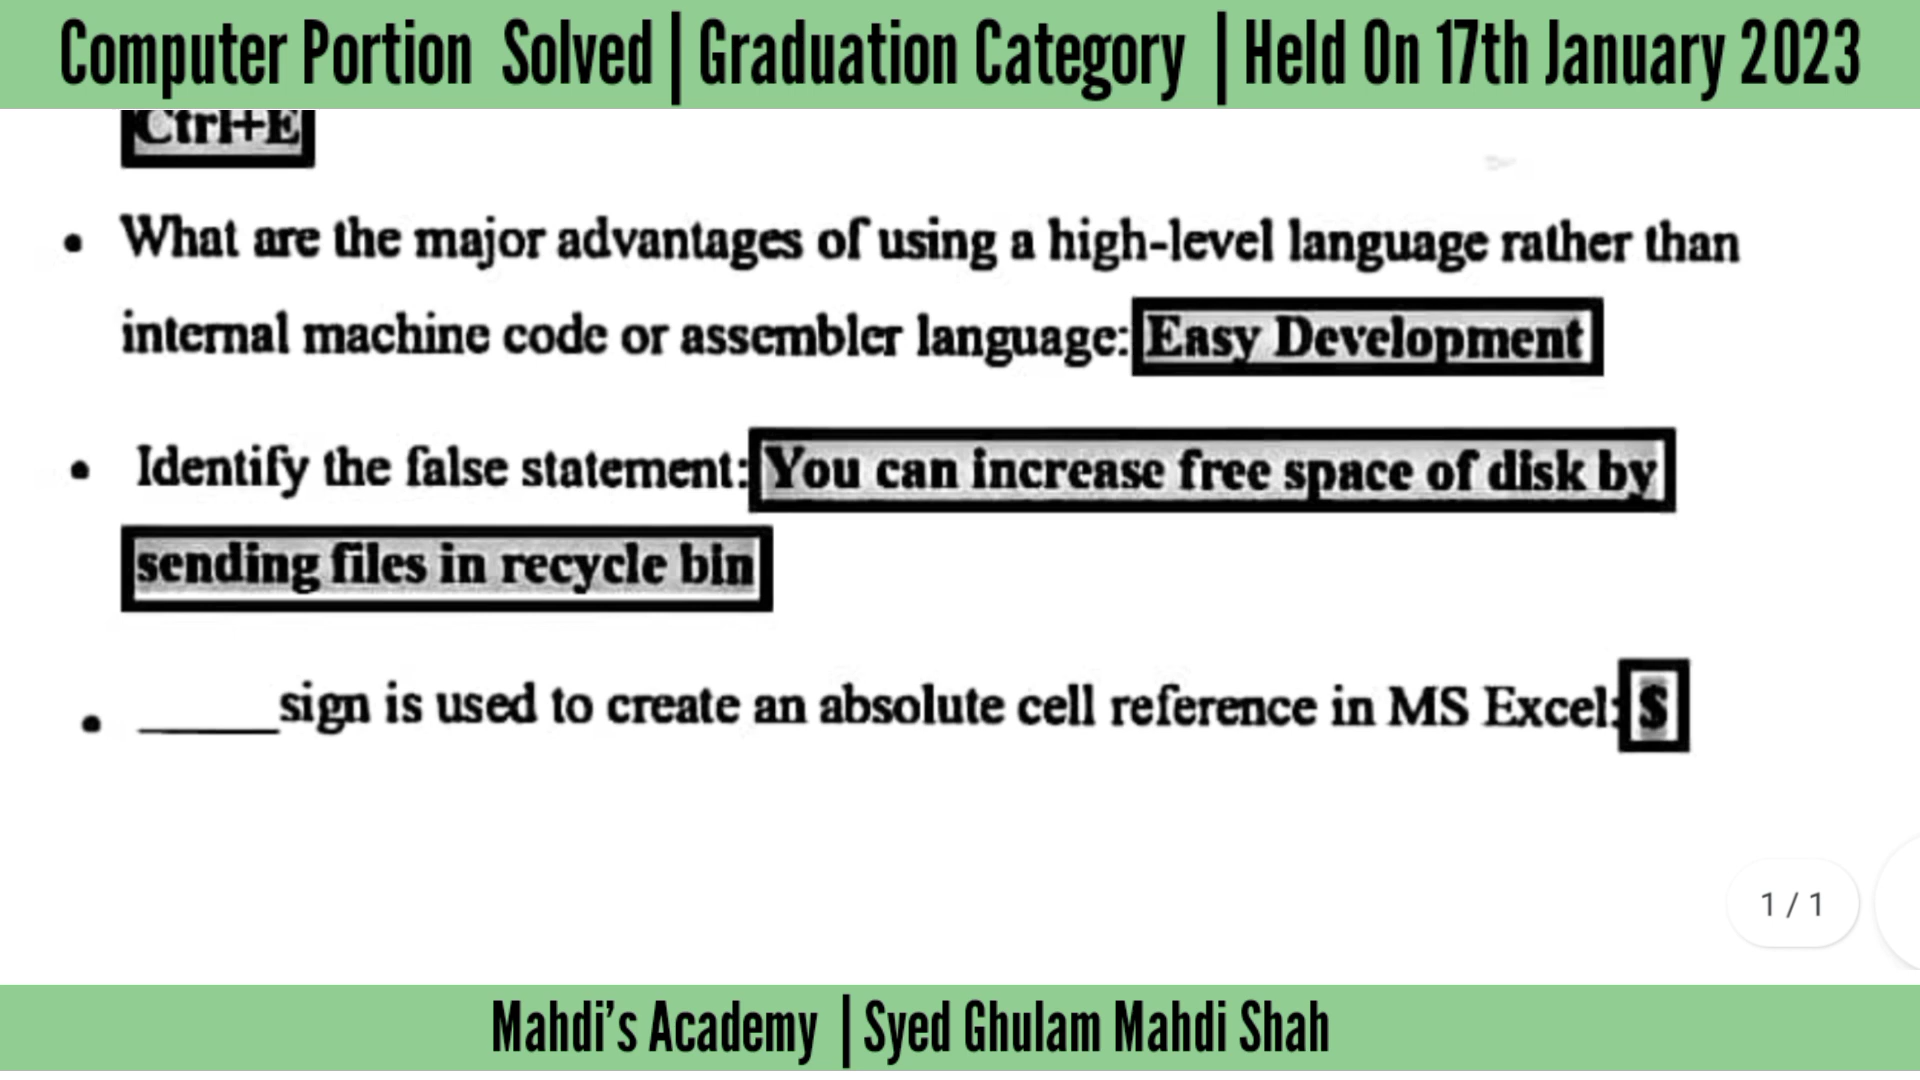 Computer Portion Solved | Graduation Category | Held On 17th January 2023
Ctrl+E
• What are the major advantages of using a high-level language rather than
internal machine code or assembler language: Easy Development
• Identify the false statement: You can increase free space of disk by
sending files in recycle bin
• _____sign is used to create an absolute cell reference in MS Excel: $
1 / 1
Mahdi's Academy | Syed Ghulam Mahdi Shah